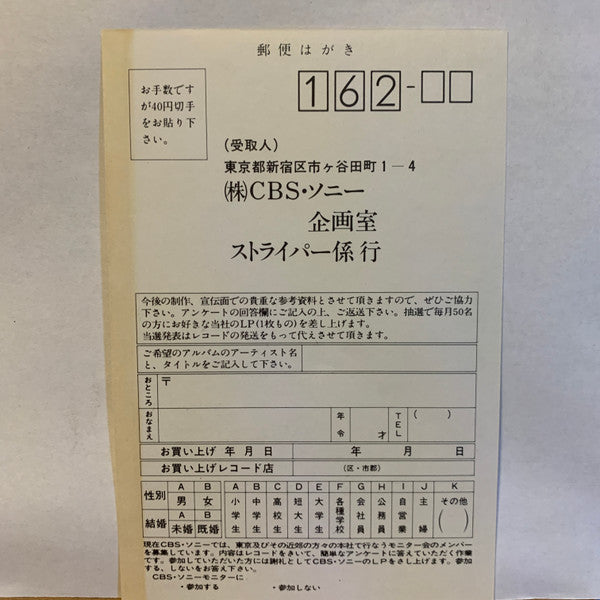 郵便はがき
お手数です
が40円切手
をお貼り下
さい。
162-
(受取人)
東京都新宿区市ヶ谷田町1-4
(株)CBS・ソニー
企画室
ストライパー係 行
今後の制作、宣伝面での貴重な参考資料とさせて頂きますので、ぜひご協力
下さい。アンケートの回答欄にご記入の上、ご返送下さい。抽選で毎月50名
の方にお好きな当社のLP(1枚もの)を差し上げます。
当選発表はレコードの発送をもって代えさせて頂きます。
ご希望のアルバムのアーティスト名
と、タイトルをご記入して下さい。
おところ 〒
おなまえ 年令 才 TEL ( )
お買い上げ 年 月 日 年 月 日
お買い上げレコード店 (区・市郡)
性別 A 男 B 女
結婚 A 未婚 B 既婚
A 小学生 B 中学生 C 高校生 D 短大生 E 大学生 F 各種学校 G 会社員 H 公務員 I 自営業 J 主婦 K その他 ( )
現在CBS・ソニーでは、東京及びその近郊の方々の本社で行なうモニター会のメンバー
を募集しています。内容はレコードをきいて、簡単なアンケートに答えていただく作業
です。参加していただいた方には謝礼としてCBS・ソニーのLPをさし上げます。参加
する、しないをお答え下さい。
CBS・ソニーモニターに
・参加する ・参加しない